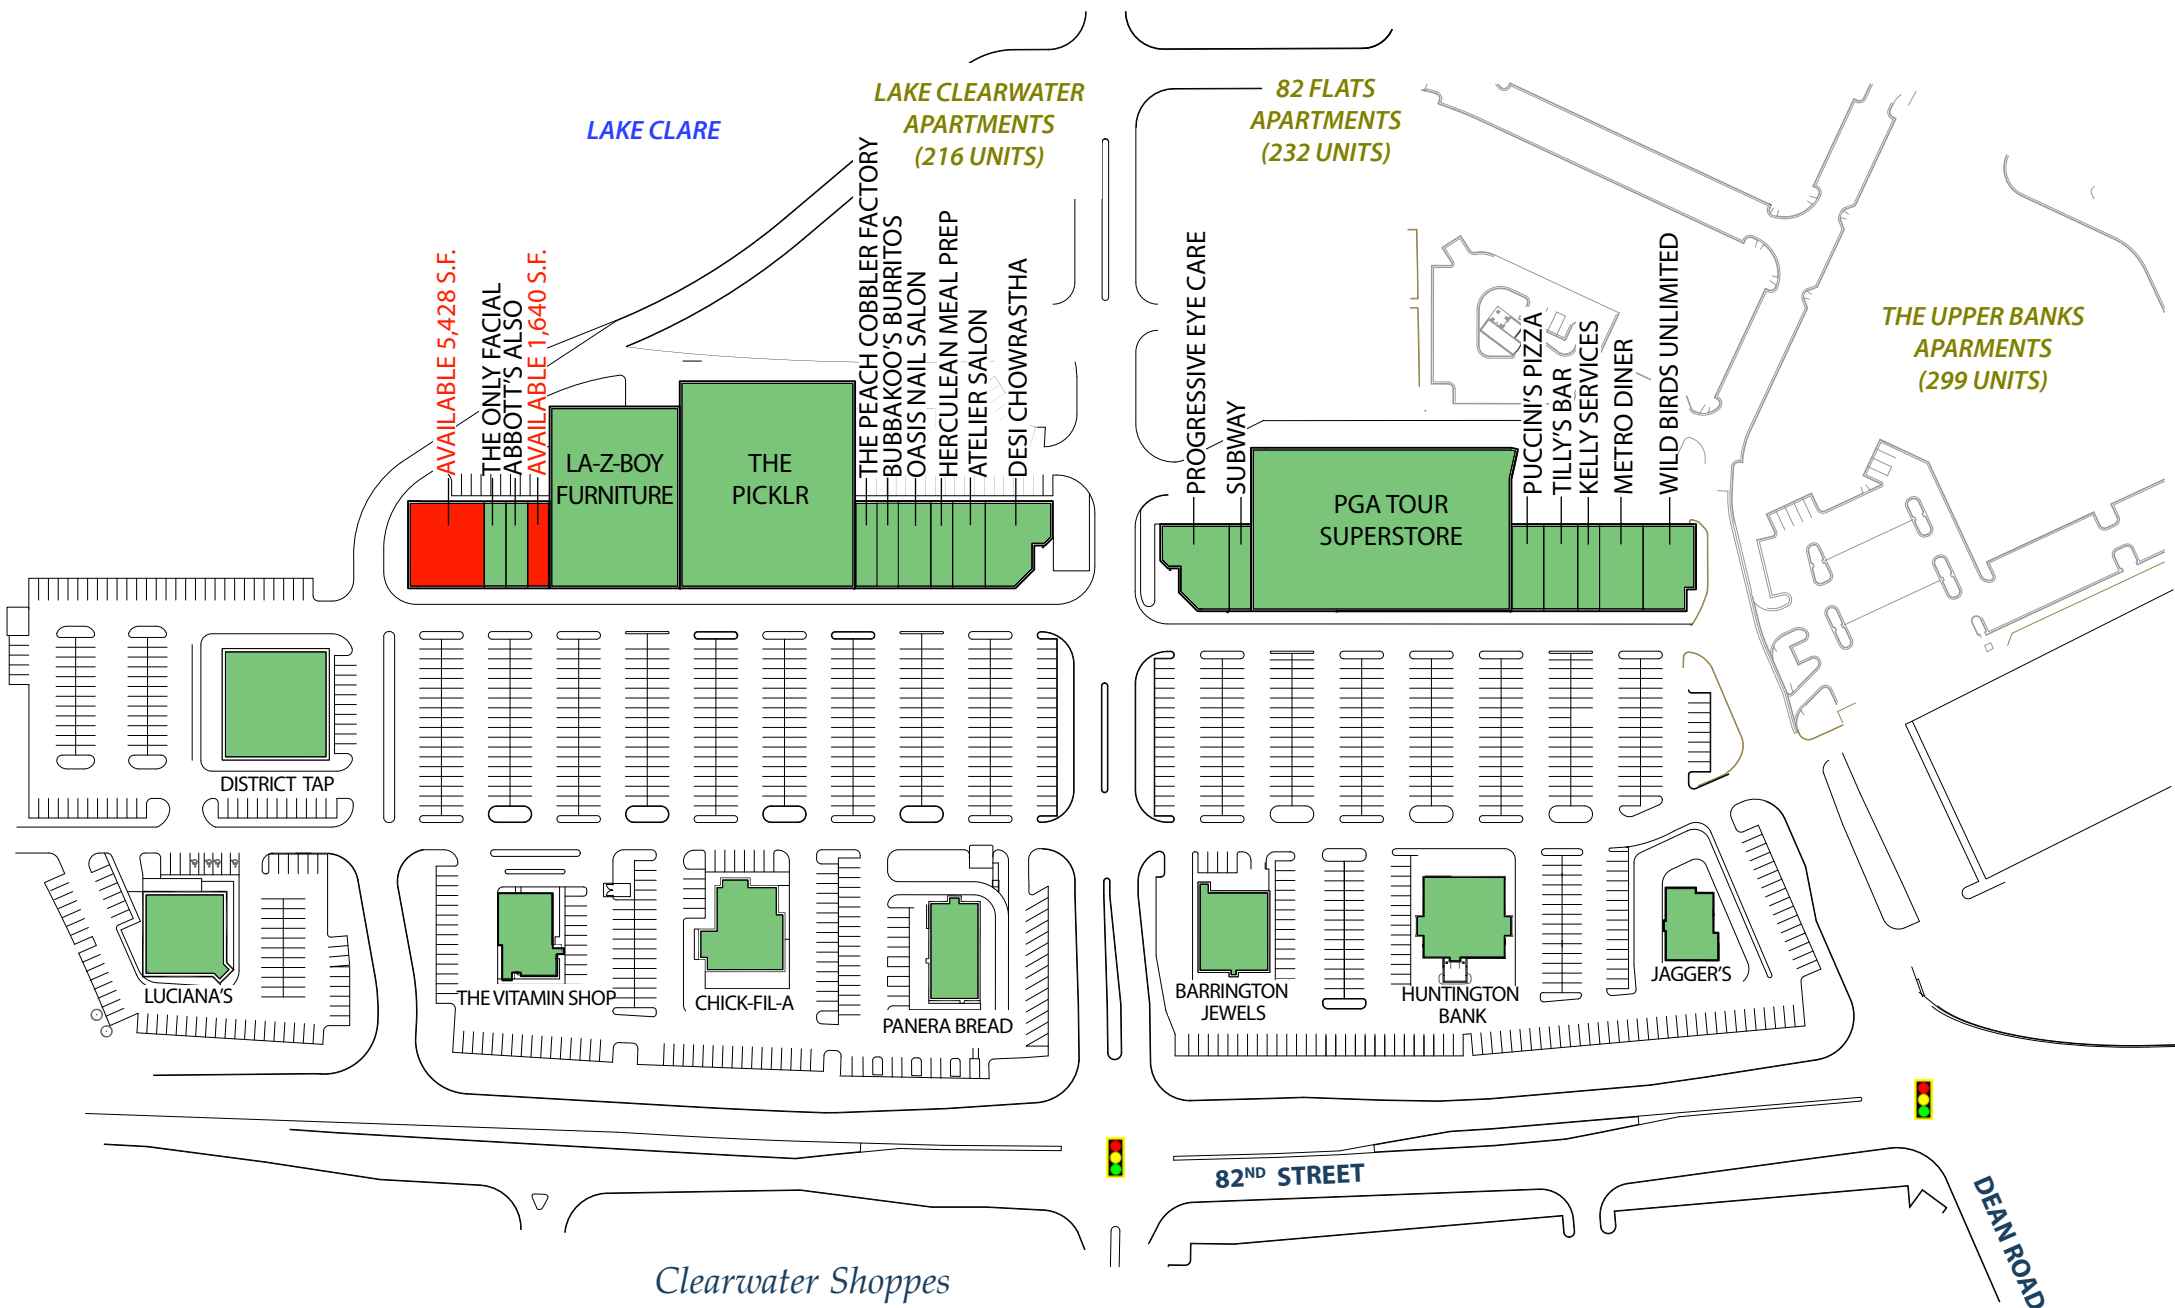 LAKE CLARE
LAKE CLEARWATER
APARTMENTS
(216 UNITS)
82 FLATS
APARTMENTS
(232 UNITS)
THE UPPER BANKS
APARMENTS
(299 UNITS)
AVAILABLE 5,428 S.F.
THE ONLY FACIAL
ABBOTT'S ALSO
AVAILABLE 1,640 S.F.
LA-Z-BOY
FURNITURE
THE
PICKLR
THE PEACH COBBLER FACTORY
BUBBAKOO'S BURRITOS
OASIS NAIL SALON
HERCULEAN MEAL PREP
ATELIER SALON
DESI CHOWRASTHA
PROGRESSIVE EYE CARE
SUBWAY
PGA TOUR
SUPERSTORE
PUCCINI'S PIZZA
TILLY'S BAR
KELLY SERVICES
METRO DINER
WILD BIRDS UNLIMITED
DISTRICT TAP
LUCIANA'S
THE VITAMIN SHOP
CHICK-FIL-A
PANERA BREAD
BARRINGTON
JEWELS
HUNTINGTON
BANK
JAGGER'S
82ND STREET
DEAN ROAD
Clearwater Shoppes